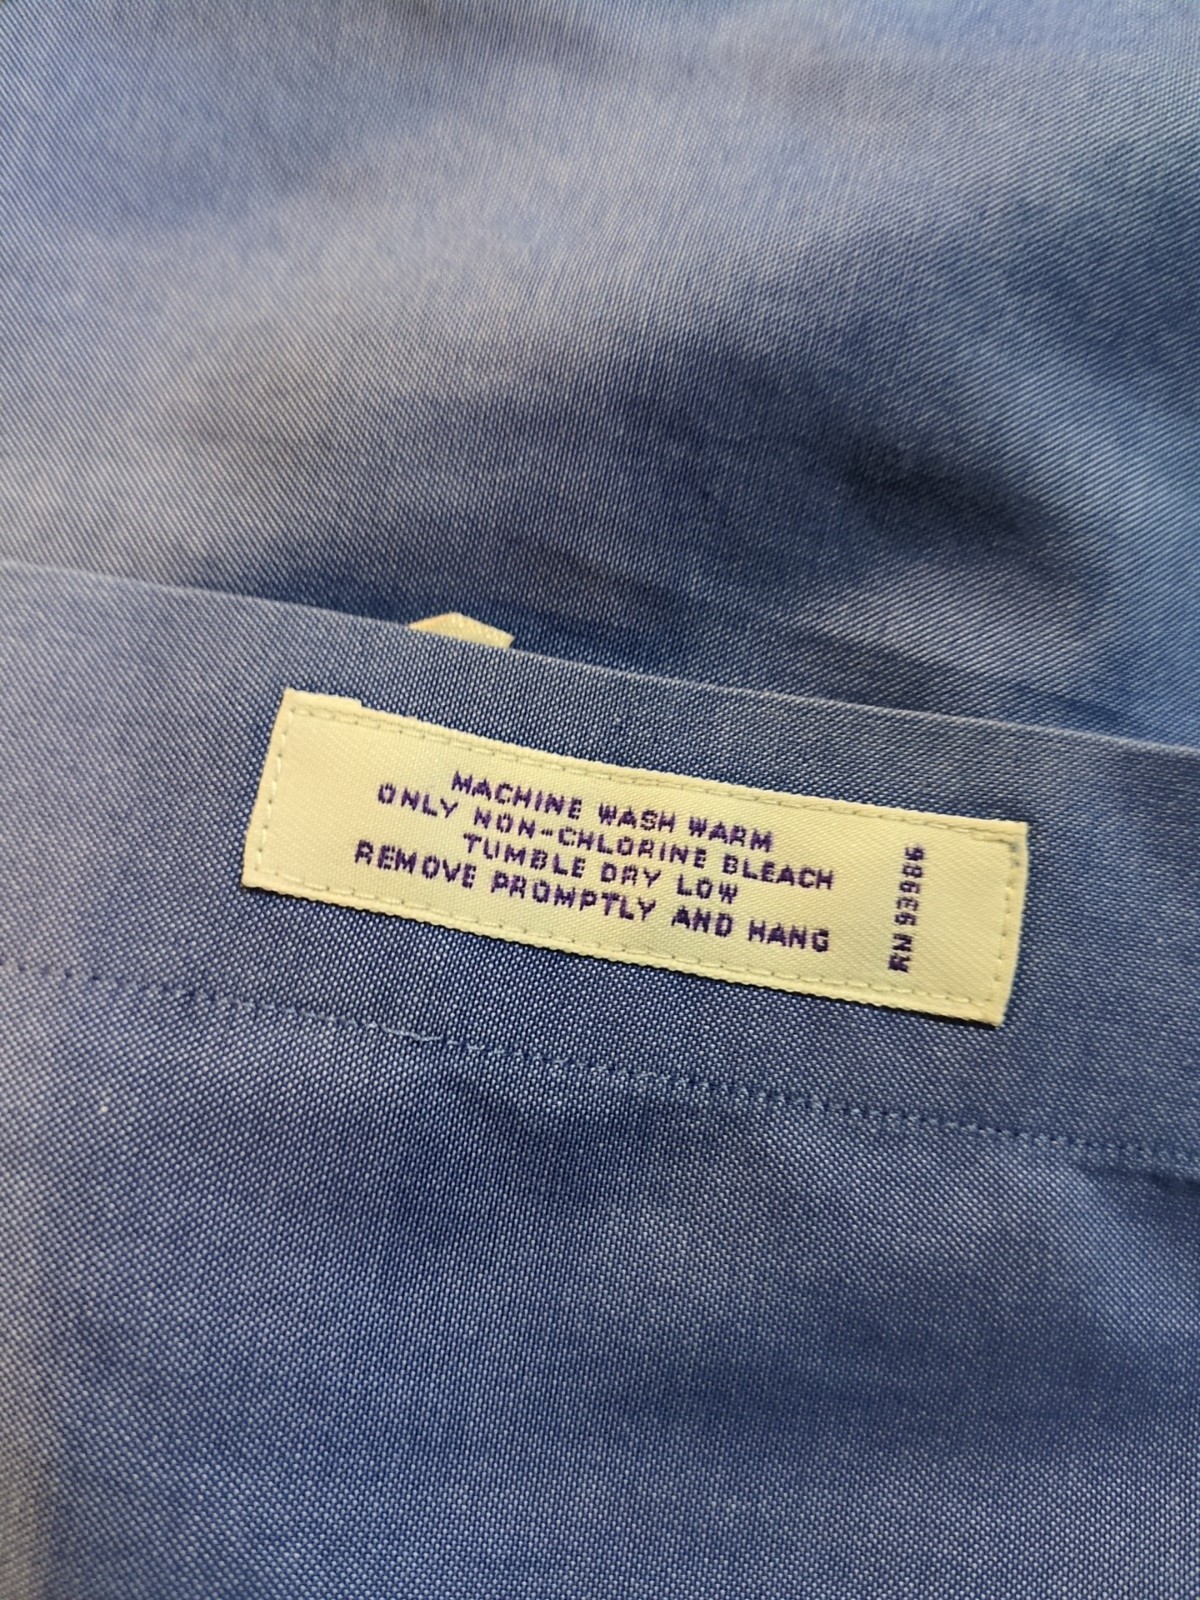 MACHINE WASH WARM
ONLY NON-CHLORINE BLEACH
TUMBLE DRY LOW
REMOVE PROMPTLY AND HANG
RN 93986